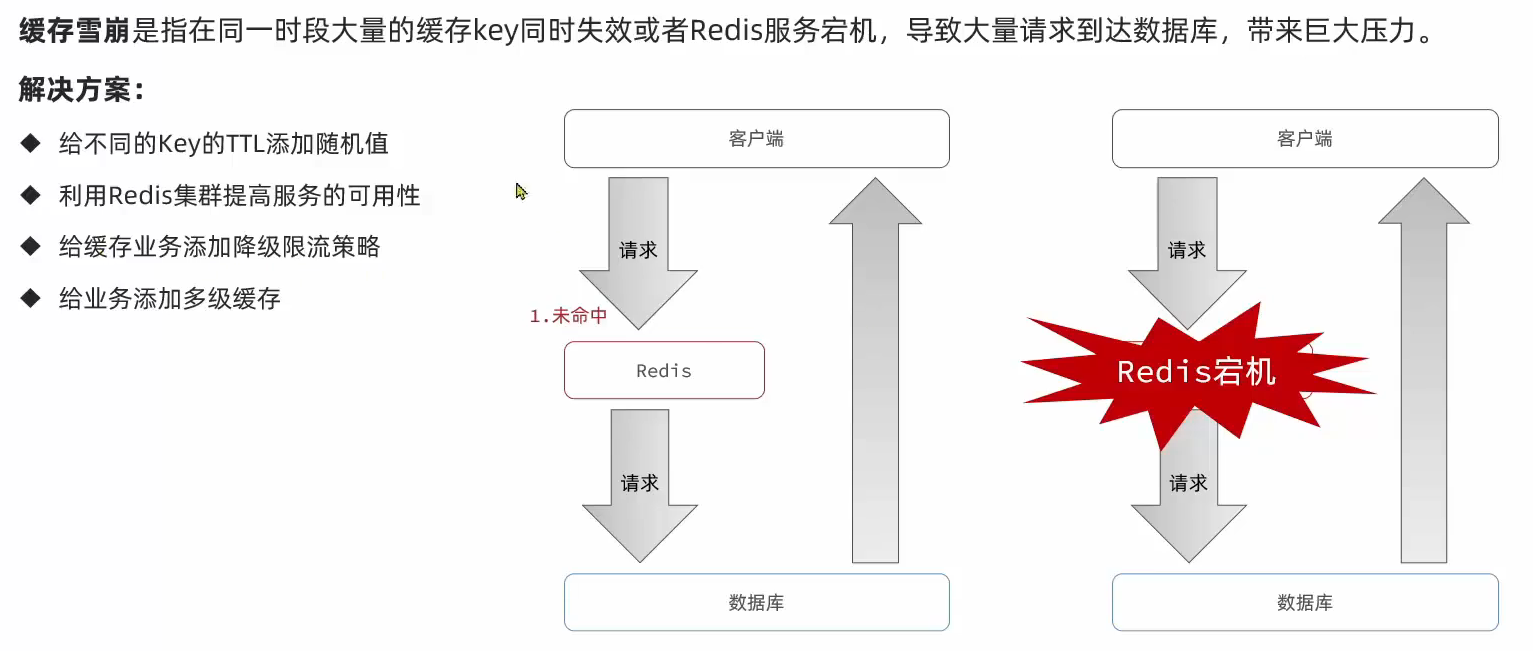 缓存雪崩是指在同一时段大量的缓存key同时失效或者Redis服务宕机，导致大量请求到达数据库，带来巨大压力。
解决方案：
给不同的Key的TTL添加随机值
利用Redis集群提高服务的可用性
给缓存业务添加降级限流策略
给业务添加多级缓存
客户端
请求
1.未命中
Redis
请求
数据库
客户端
请求
Redis宕机
请求
数据库